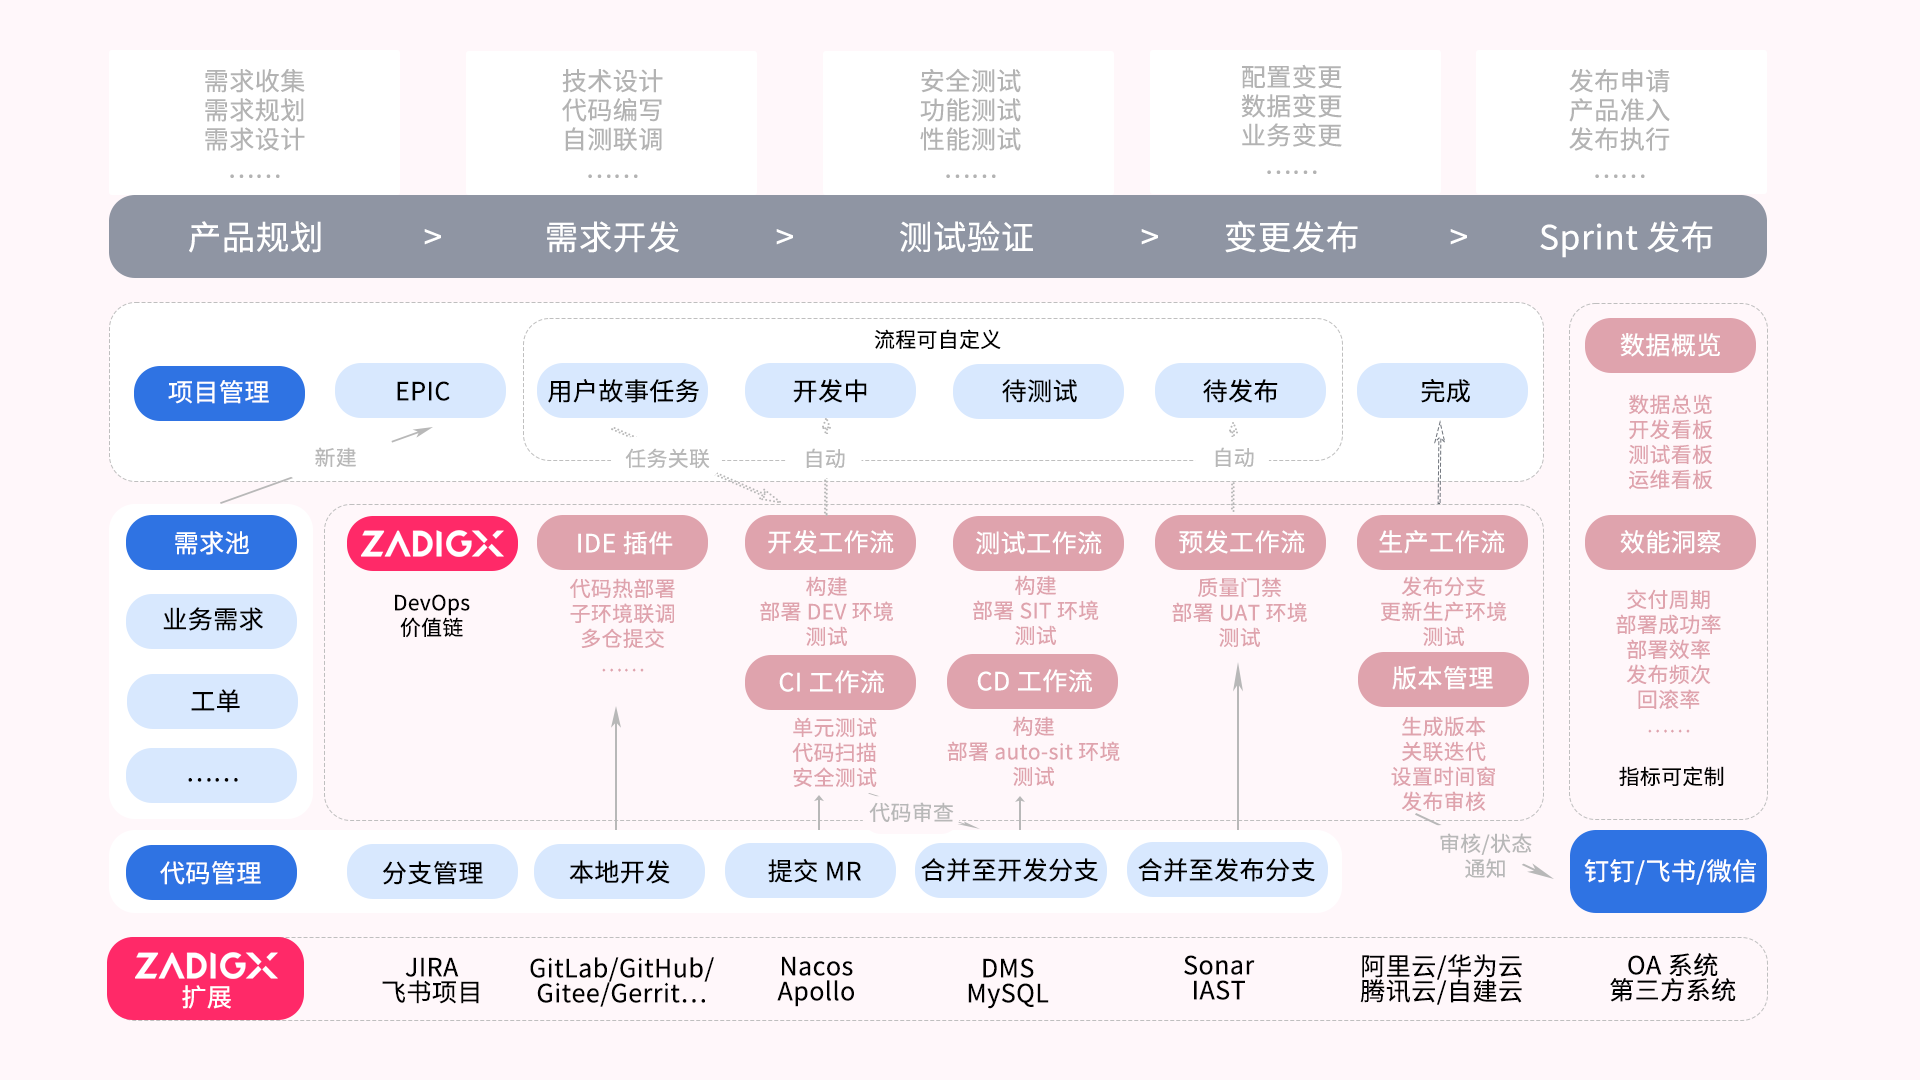 需求收集
需求规划
需求设计
……
技术设计
代码编写
自测联调
……
安全测试
功能测试
性能测试
……
配置变更
数据变更
业务变更
……
发布申请
产品准入
发布执行
……
产品规划 > 需求开发 > 测试验证 > 变更发布 > Sprint 发布
流程可自定义
项目管理
EPIC
用户故事任务
开发中
待测试
待发布
完成
新建
任务关联
自动
自动
需求池
业务需求
工单
……
ZADIGX
DevOps
价值链
IDE 插件
代码热部署
子环境联调
多仓提交
……
开发工作流
构建
部署 DEV 环境
测试
CI 工作流
单元测试
代码扫描
安全测试
测试工作流
构建
部署 SIT 环境
测试
CD 工作流
构建
部署 auto-sit 环境
测试
预发工作流
质量门禁
部署 UAT 环境
测试
生产工作流
发布分支
更新生产环境
测试
版本管理
生成版本
关联迭代
设置时间窗
发布审核
数据概览
数据总览
开发看板
测试看板
运维看板
效能洞察
交付周期
部署成功率
部署效率
发布频次
回滚率
……
指标可定制
代码审查
审核/状态
通知
代码管理
分支管理
本地开发
提交 MR
合并至开发分支
合并至发布分支
钉钉/飞书/微信
ZADIGX
扩展
JIRA
飞书项目
GitLab/GitHub/
Gitee/Gerrit…
Nacos
Apollo
DMS
MySQL
Sonar
IAST
阿里云/华为云
腾讯云/自建云
OA 系统
第三方系统